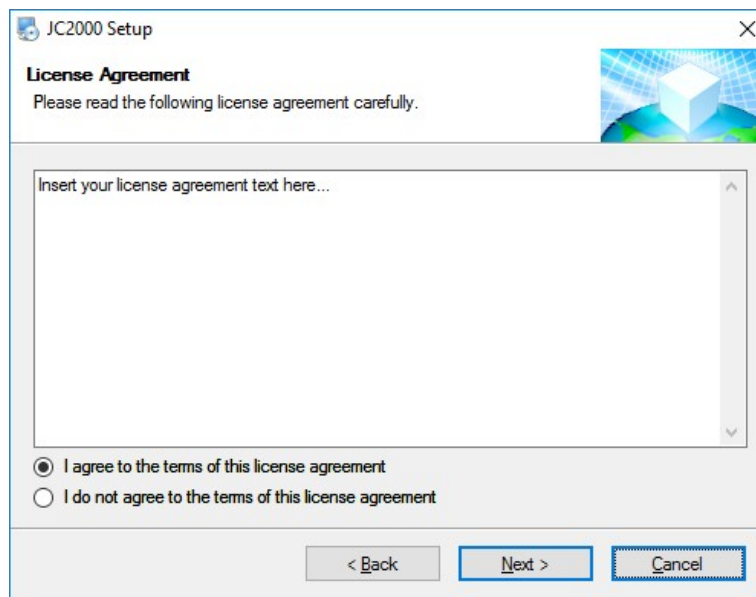 JC2000 Setup
License Agreement
Please read the following license agreement carefully.
Insert your license agreement text here...
I agree to the terms of this license agreement
I do not agree to the terms of this license agreement
< Back
Next >
Cancel